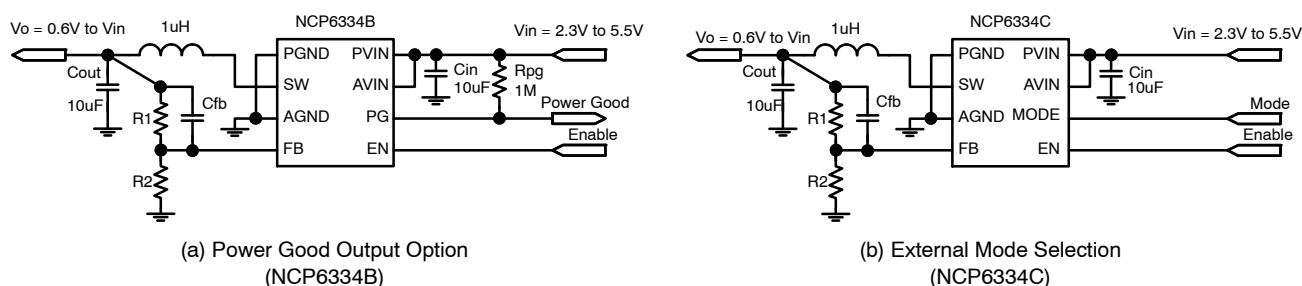 NCP6334B
Vo = 0.6V to Vin
1uH
Vin = 2.3V to 5.5V
PGND
PVIN
Cout
10uF
SW
AVIN
Cin
10uF
Rpg
1M
Cfb
R1
AGND
PG
Power Good
FB
EN
Enable
R2
(a) Power Good Output Option
(NCP6334B)
NCP6334C
Vo = 0.6V to Vin
1uH
Vin = 2.3V to 5.5V
PGND
PVIN
Cout
10uF
SW
AVIN
Cin
10uF
Cfb
R1
AGND
MODE
Mode
FB
EN
Enable
R2
(b) External Mode Selection
(NCP6334C)